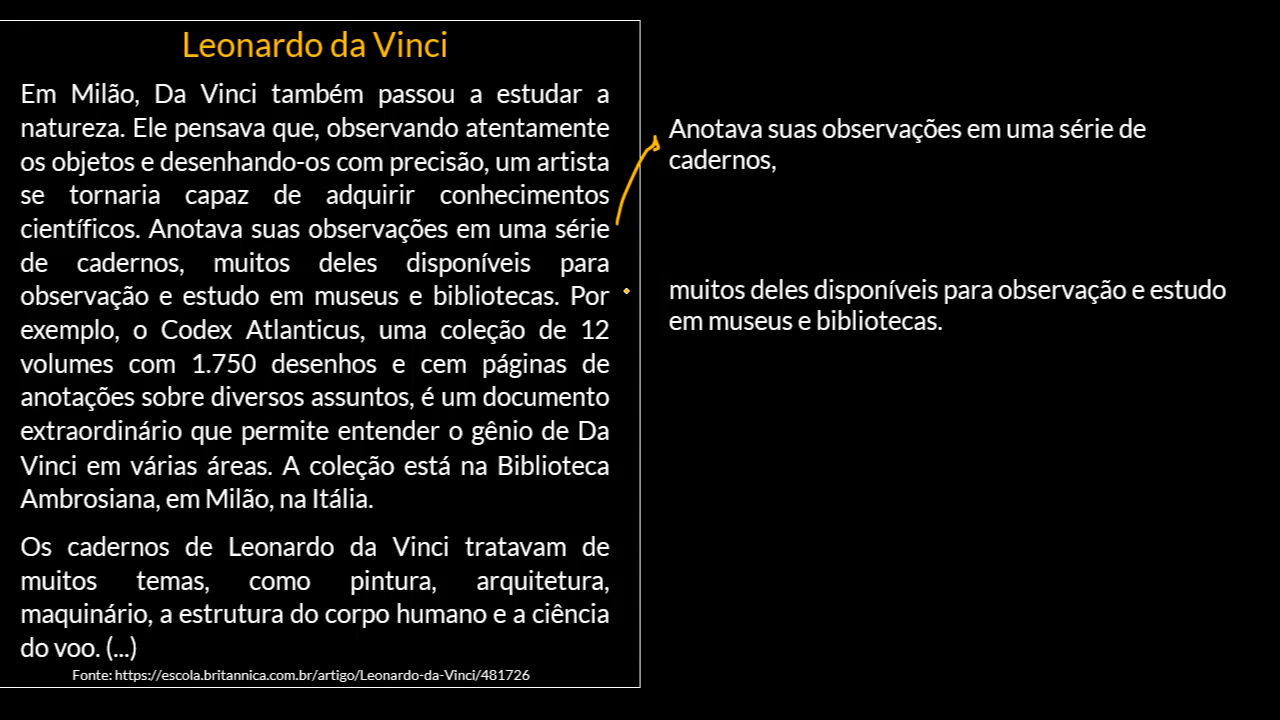 Leonardo da Vinci
Em Milão, Da Vinci também passou a estudar a
natureza. Ele pensava que, observando atentamente
os objetos e desenhando-os com precisão, um artista
se tornaria capaz de adquirir conhecimentos
científicos. Anotava suas observações em uma série
de cadernos, muitos deles disponíveis para
observação e estudo em museus e bibliotecas. Por
exemplo, o Codex Atlanticus, uma coleção de 12
volumes com 1.750 desenhos e cem páginas de
anotações sobre diversos assuntos, é um documento
extraordinário que permite entender o gênio de Da
Vinci em várias áreas. A coleção está na Biblioteca
Ambrosiana, em Milão, na Itália.
Os cadernos de Leonardo da Vinci tratavam de
muitos temas, como pintura, arquitetura,
maquinário, a estrutura do corpo humano e a ciência
do voo. (...)
Fonte: https://escola.britannica.com.br/artigo/Leonardo-da-Vinci/481726
Anotava suas observações em uma série de
cadernos,
muitos deles disponíveis para observação e estudo
em museus e bibliotecas.